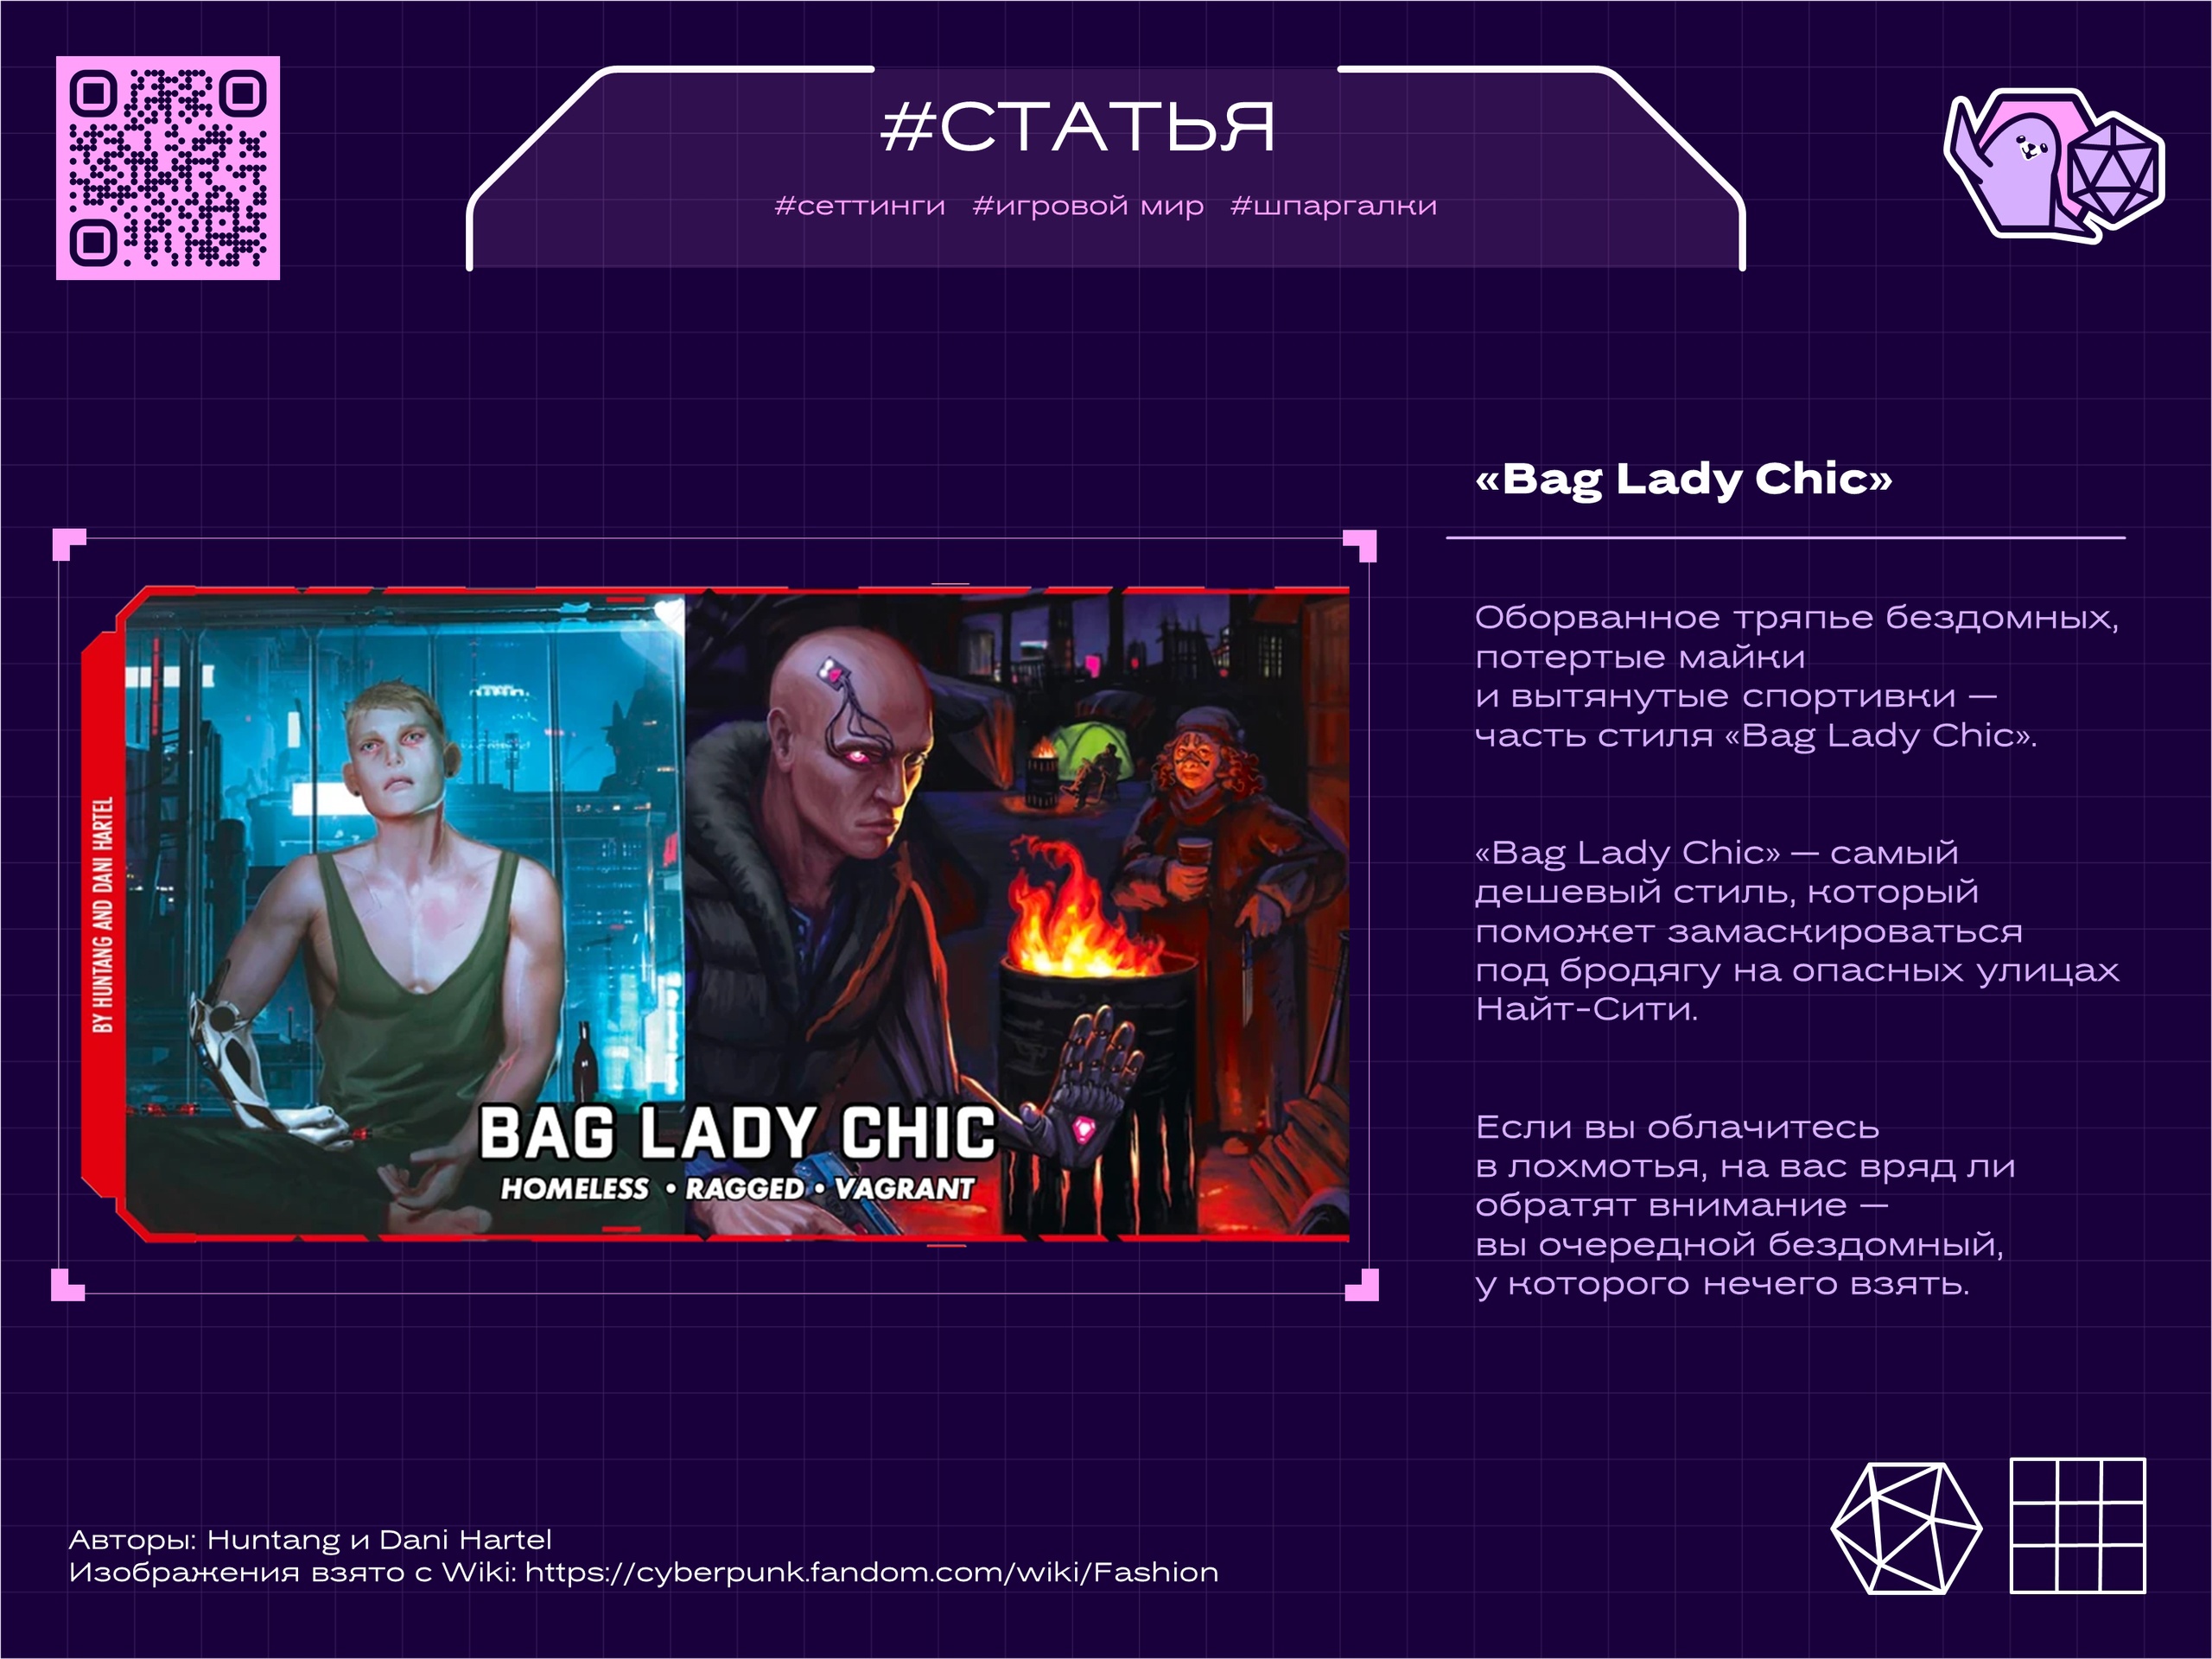 #СТАТЬЯ
#сеттинги #игровой мир #шпаргалки
«Bag Lady Chic»
Оборванное тряпье бездомных,
потертые майки
и вытянутые спортивки —
часть стиля «Bag Lady Chic».
«Bag Lady Chic» — самый
дешевый стиль, который
поможет замаскироваться
под бродягу на опасных улицах
Найт-Сити.
Если вы облачитесь
в лохмотья, на вас вряд ли
обратят внимание —
вы очередной бездомный,
у которого нечего взять.
BY HUNTANG AND DANI HARTEL
BAG LADY CHIC
HOMELESS • RAGGED • VAGRANT
Авторы: Huntang и Dani Hartel
Изображения взято с Wiki: https://cyberpunk.fandom.com/wiki/Fashion